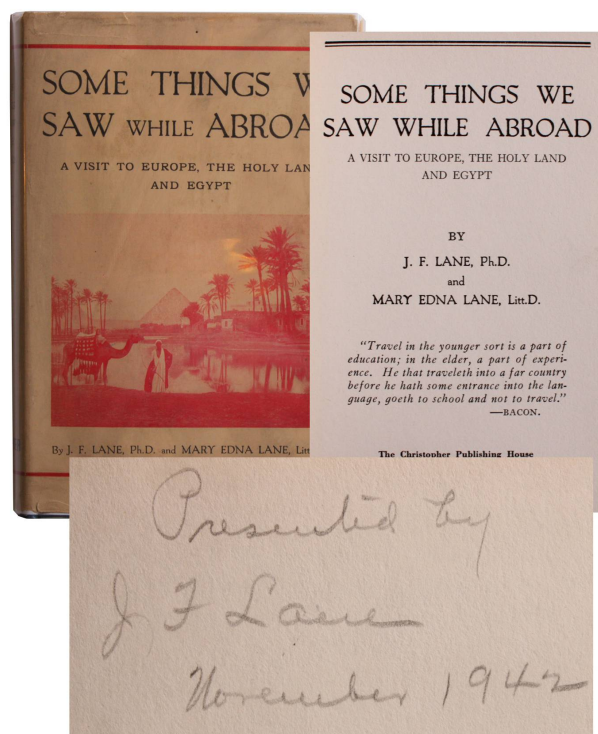 SOME THINGS W
SAW WHILE ABROA
A VISIT TO EUROPE, THE HOLY LAN
AND EGYPT
By J. F. LANE, Ph.D. and MARY EDNA LANE, Litt
SOME THINGS WE
SAW WHILE ABROAD
A VISIT TO EUROPE, THE HOLY LAND
AND EGYPT
BY
J. F. LANE, Ph.D.
and
MARY EDNA LANE, Litt.D.
"Travel in the younger sort is a part of
education; in the elder, a part of experi-
ence. He that traveleth into a far country
before he hath some entrance into the lan-
guage, goeth to school and not to travel."
—BACON.
The Christopher Publishing House
Presented by
J F Lane
November 1942